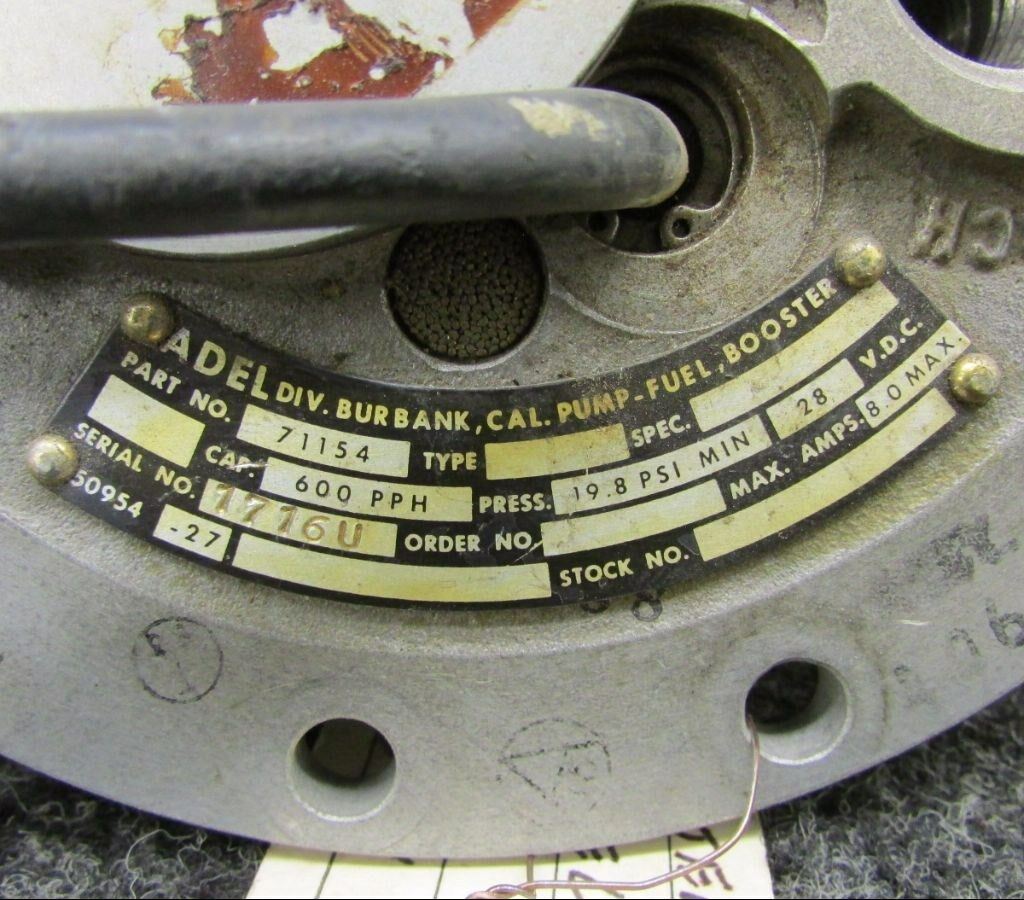 CH
ADEL DIV. BURBANK, CAL. PUMP-FUEL, BOOSTER
PART NO. 71154 TYPE SPEC. 28 V.D.C.
CAP. 600 PPH PRESS. 19.8 PSI MIN MAX. AMPS. 8.0 MAX.
SERIAL NO. 1716U ORDER NO.
50954 -27 STOCK NO.